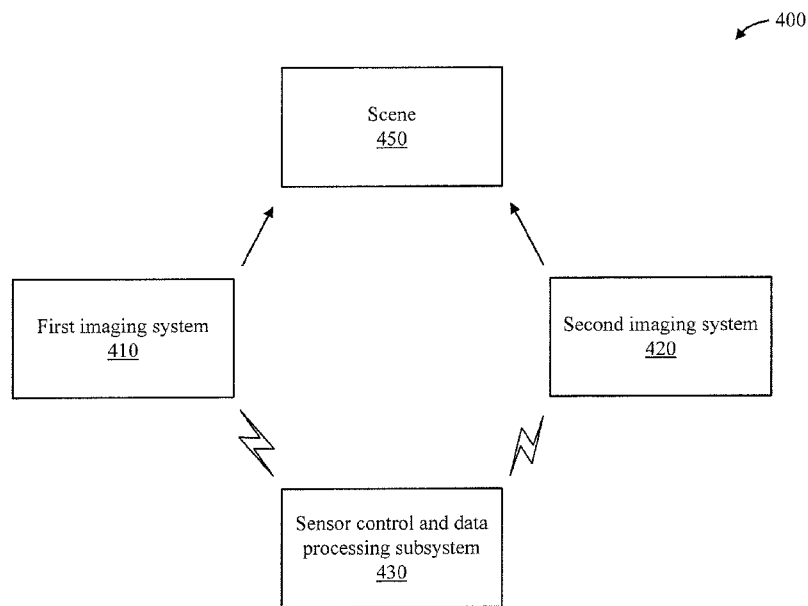 400
Scene
450
First imaging system
410
Second imaging system
420
Sensor control and data
processing subsystem
430